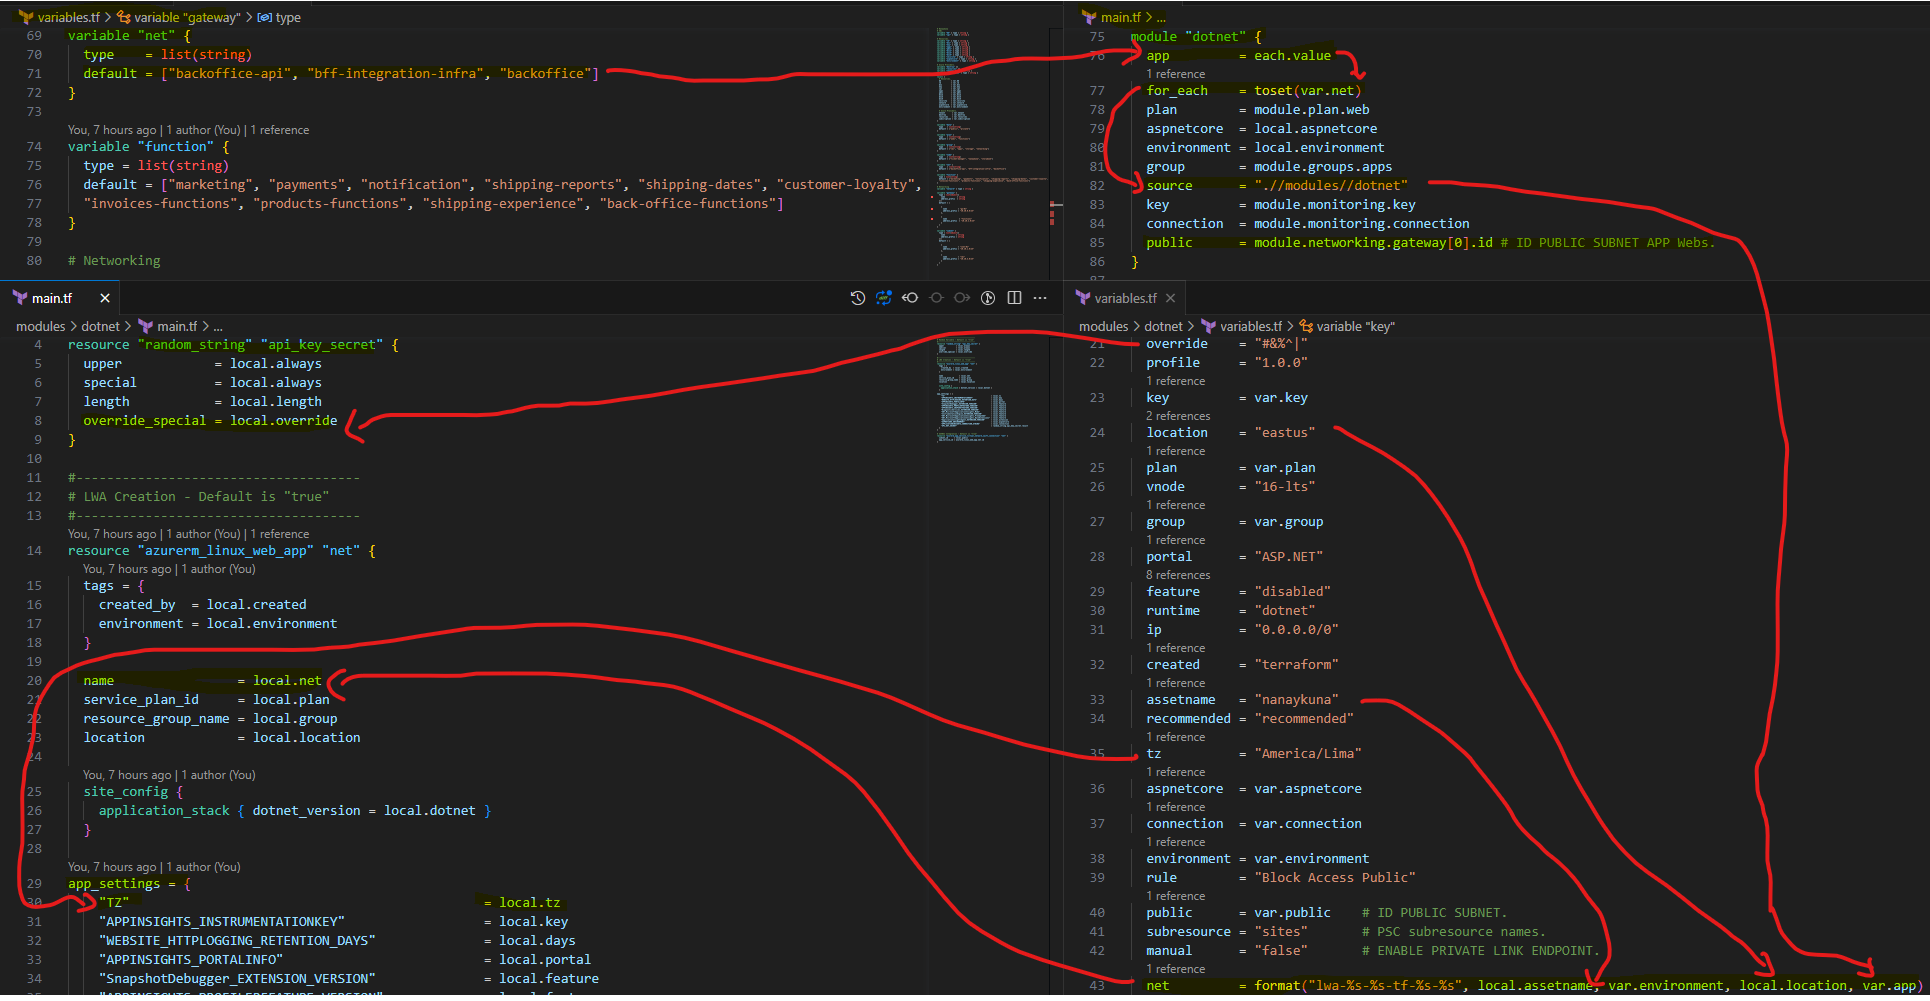 variables.tf > variable "gateway" > type
69 variable "net" {
70 type = list(string)
71 default = ["backoffice-api", "bff-integration-infra", "backoffice"]
72 }
73
You, 7 hours ago | 1 author (You) | 1 reference
74 variable "function" {
75 type = list(string)
76 default = ["marketing", "payments", "notification", "shipping-reports", "shipping-dates", "customer-loyalty",
77 "invoices-functions", "products-functions", "shipping-experience", "back-office-functions"]
78 }
79
80 # Networking
main.tf > ...
75 module "dotnet" {
76 app = each.value
1 reference
77 for_each = toset(var.net)
78 plan = module.plan.web
79 aspnetcore = local.aspnetcore
80 environment = local.environment
81 group = module.groups.apps
82 source = ".//modules//dotnet"
83 key = module.monitoring.key
84 connection = module.monitoring.connection
85 public = module.networking.gateway[0].id # ID PUBLIC SUBNET APP Webs.
86 }
87
main.tf
modules > dotnet > main.tf > ...
4 resource "random_string" "api_key_secret" {
5 upper = local.always
6 special = local.always
7 length = local.length
8 override_special = local.override
9 }
10
11 #-------------------------------------
12 # LWA Creation - Default is "true"
13 #-------------------------------------
You, 7 hours ago | 1 author (You) | 1 reference
14 resource "azurerm_linux_web_app" "net" {
You, 7 hours ago | 1 author (You)
15 tags = {
16 created_by = local.created
17 environment = local.environment
18 }
19
20 name = local.net
21 service_plan_id = local.plan
22 resource_group_name = local.group
23 location = local.location
24
You, 7 hours ago | 1 author (You)
25 site_config {
26 application_stack { dotnet_version = local.dotnet }
27 }
28
You, 7 hours ago | 1 author (You)
29 app_settings = {
30 "TZ" = local.tz
31 "APPINSIGHTS_INSTRUMENTATIONKEY" = local.key
32 "WEBSITE_HTTPLOGGING_RETENTION_DAYS" = local.days
33 "APPINSIGHTS_PORTALINFO" = local.portal
34 "SnapshotDebugger_EXTENSION_VERSION" = local.feature
variables.tf
modules > dotnet > variables.tf > variable "key"
21 override = "#&%^|"
22 profile = "1.0.0"
1 reference
23 key = var.key
2 references
24 location = "eastus"
1 reference
25 plan = var.plan
26 vnode = "16-lts"
1 reference
27 group = var.group
1 reference
28 portal = "ASP.NET"
8 references
29 feature = "disabled"
30 runtime = "dotnet"
31 ip = "0.0.0.0/0"
1 reference
32 created = "terraform"
1 reference
33 assetname = "nanaykuna"
34 recommended = "recommended"
1 reference
35 tz = "America/Lima"
1 reference
36 aspnetcore = var.aspnetcore
1 reference
37 connection = var.connection
1 reference
38 environment = var.environment
39 rule = "Block Access Public"
1 reference
40 public = var.public # ID PUBLIC SUBNET.
41 subresource = "sites" # PSC subresource names.
42 manual = "false" # ENABLE PRIVATE LINK ENDPOINT.
1 reference
43 net = format("lwa-%s-%s-tf-%s-%s", local.assetname, var.environment, local.location, var.app)